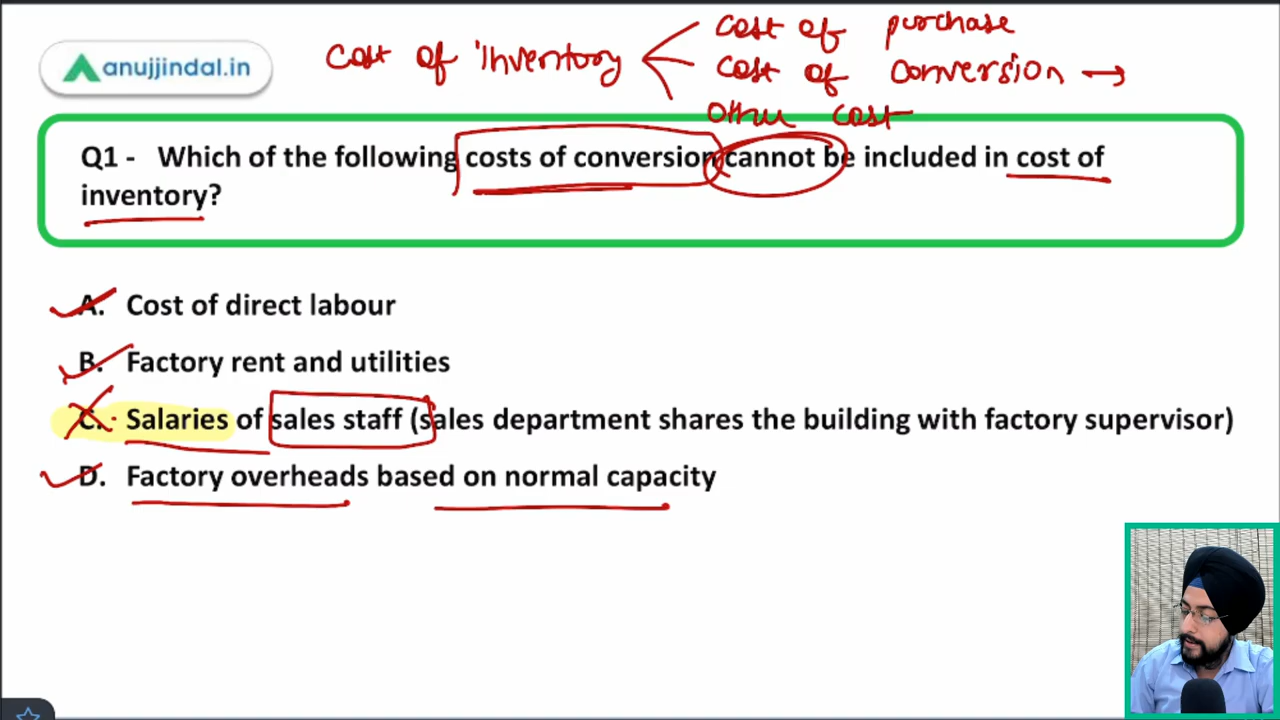 anujjindal.in
cost of Inventory
cost of purchase
cost of conversion →
other cost
Q1 - Which of the following costs of conversion cannot be included in cost of
inventory?
A. Cost of direct labour
B. Factory rent and utilities
C. Salaries of sales staff (sales department shares the building with factory supervisor)
D. Factory overheads based on normal capacity